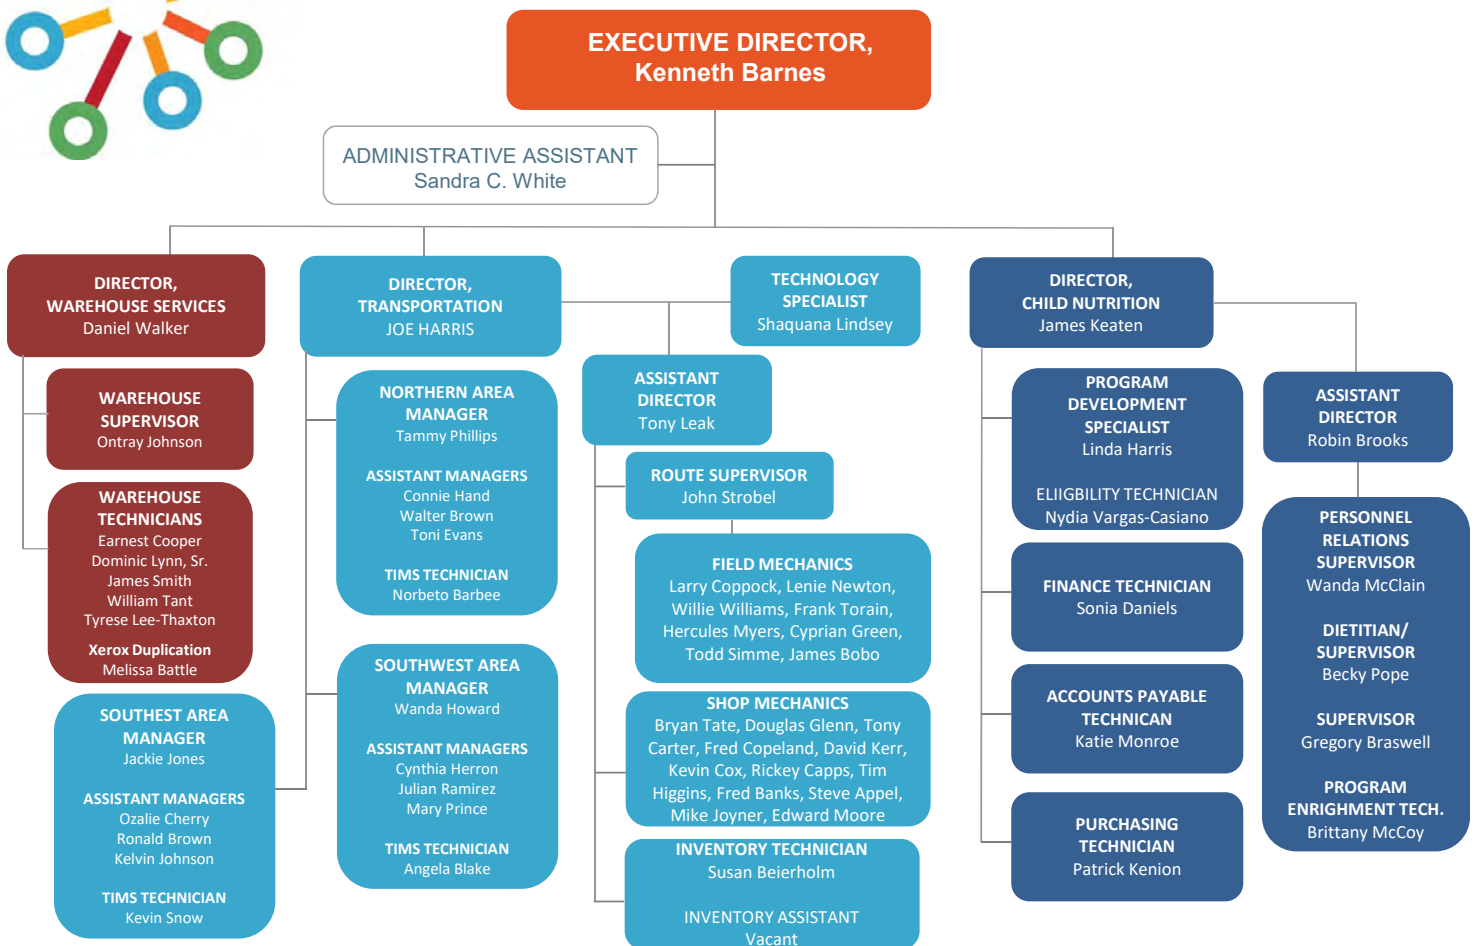 EXECUTIVE DIRECTOR,
Kenneth Barnes
ADMINISTRATIVE ASSISTANT
Sandra C. White
DIRECTOR,
WAREHOUSE SERVICES
Daniel Walker
WAREHOUSE
SUPERVISOR
Ontray Johnson
WAREHOUSE
TECHNICIANS
Earnest Cooper
Dominic Lynn, Sr.
James Smith
William Tant
Tyrese Lee-Thaxton
Xerox Duplication
Melissa Battle
DIRECTOR,
TRANSPORTATION
JOE HARRIS
NORTHERN AREA
MANAGER
Tammy Phillips
ASSISTANT MANAGERS
Connie Hand
Walter Brown
Toni Evans
TIMS TECHNICIAN
Norbeto Barbee
SOUTHWEST AREA
MANAGER
Wanda Howard
ASSISTANT MANAGERS
Cynthia Herron
Julian Ramirez
Mary Prince
TIMS TECHNICIAN
Angela Blake
SOUTHEST AREA
MANAGER
Jackie Jones
ASSISTANT MANAGERS
Ozalie Cherry
Ronald Brown
Kelvin Johnson
TIMS TECHNICIAN
Kevin Snow
TECHNOLOGY
SPECIALIST
Shaquana Lindsey
ASSISTANT
DIRECTOR
Tony Leak
ROUTE SUPERVISOR
John Strobel
FIELD MECHANICS
Larry Coppock, Lenie Newton,
Willie Williams, Frank Torain,
Hercules Myers, Cyprian Green,
Todd Simme, James Bobo
SHOP MECHANICS
Bryan Tate, Douglas Glenn, Tony
Carter, Fred Copeland, David Kerr,
Kevin Cox, Rickey Capps, Tim
Higgins, Fred Banks, Steve Appel,
Mike Joyner, Edward Moore
INVENTORY TECHNICIAN
Susan Beierholm
INVENTORY ASSISTANT
Vacant
DIRECTOR,
CHILD NUTRITION
James Keaten
PROGRAM
DEVELOPMENT
SPECIALIST
Linda Harris
ELIIGBILITY TECHNICIAN
Nydia Vargas-Casiano
FINANCE TECHNICIAN
Sonia Daniels
ACCOUNTS PAYABLE
TECHNICAN
Katie Monroe
PURCHASING
TECHNICIAN
Patrick Kenion
ASSISTANT
DIRECTOR
Robin Brooks
PERSONNEL
RELATIONS
SUPERVISOR
Wanda McClain
DIETITIAN/
SUPERVISOR
Becky Pope
SUPERVISOR
Gregory Braswell
PROGRAM
ENRIGHMENT TECH.
Brittany McCoy